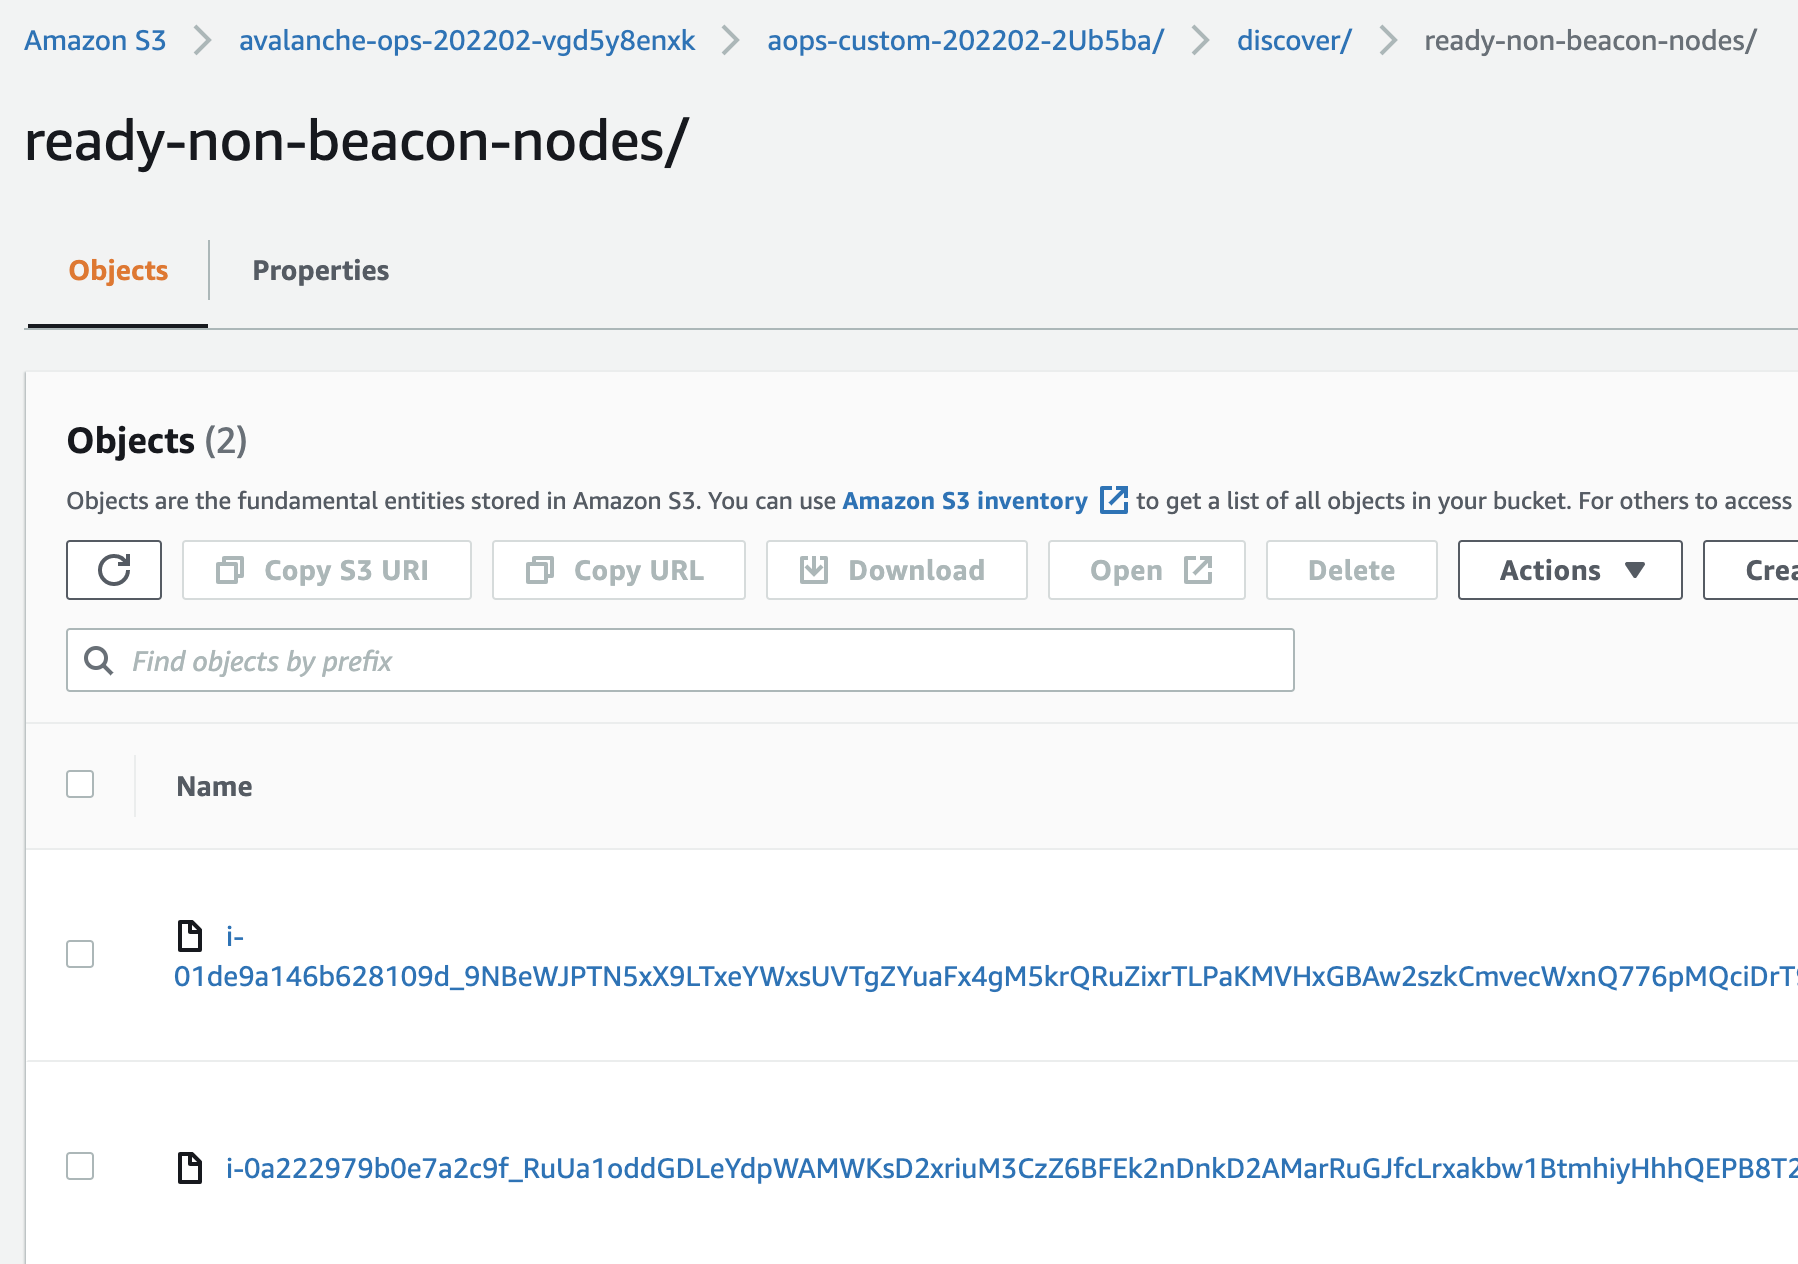 Amazon S3 > avalanche-ops-202202-vgd5y8enxk > aops-custom-202202-2Ub5ba/ > discover/ > ready-non-beacon-nodes/
ready-non-beacon-nodes/
Objects Properties
Objects (2)
Objects are the fundamental entities stored in Amazon S3. You can use Amazon S3 inventory to get a list of all objects in your bucket. For others to access
Copy S3 URI Copy URL Download Open Delete Actions Crea
Find objects by prefix
Name
i-
01de9a146b628109d_9NBeWJPTN5xX9LTxeYWxsUVTgZYuaFx4gM5krQRuZixrTLPaKMVHxGBAw2szkCmvecWxnQ776pMQciDrT9
i-0a222979b0e7a2c9f_RuUa1oddGDLeYdpWAMWKsD2xriuM3CzZ6BFEk2nDnkD2AMarRuGJfcLrxakbw1BtmhiyHhhQEPB8T2